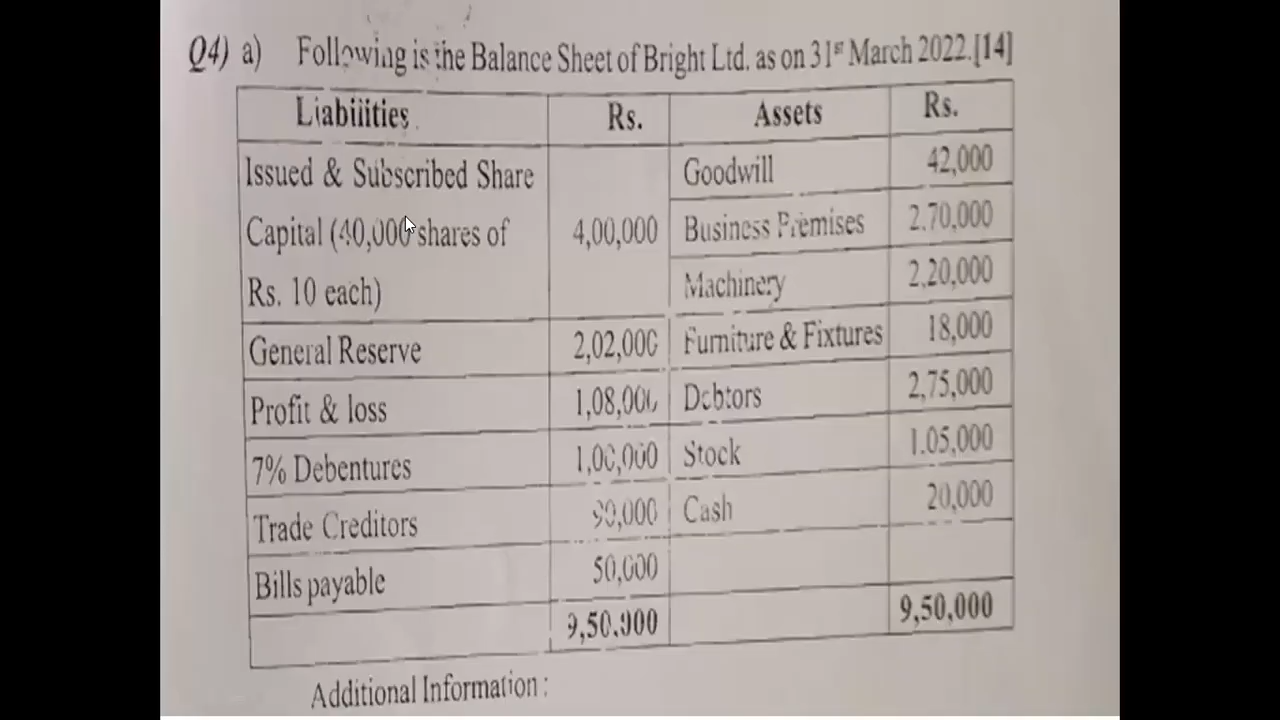 Q4) a) Following is the Balance Sheet of Bright Ltd. as on 31st March 2022.[14]
Liabilities Rs. Assets Rs.
Issued & Subscribed Share Goodwill 42,000
Capital (40,000 shares of 4,00,000 Business Premises 2,70,000
Rs. 10 each) Machinery 2,20,000
General Reserve 2,02,000 Furniture & Fixtures 18,000
Profit & loss 1,08,000 Debtors 2,75,000
7% Debentures 1,00,000 Stock 1,05,000
Trade Creditors 90,000 Cash 20,000
Bills payable 50,000
9,50,000 9,50,000
Additional Information :